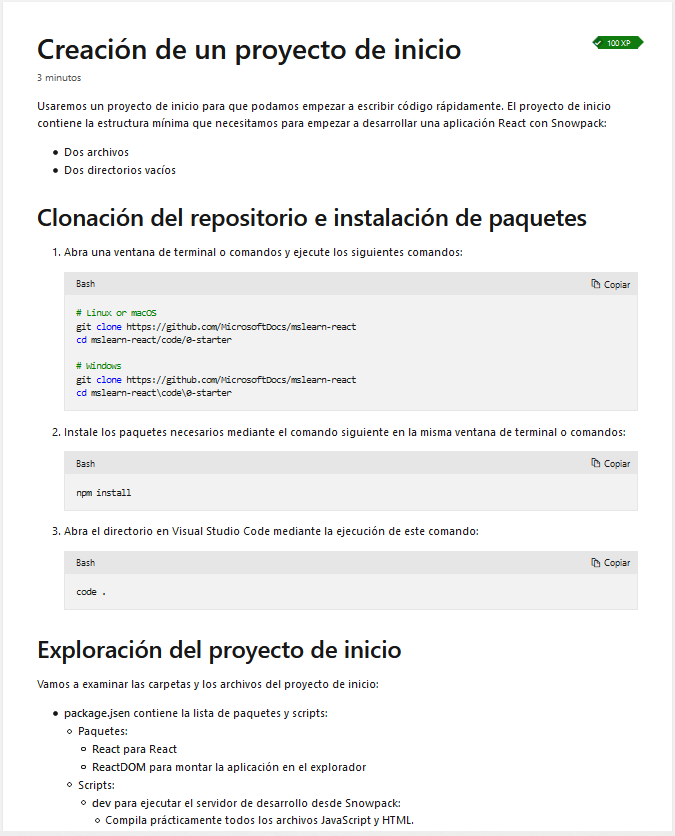 Creación de un proyecto de inicio
100 XP
3 minutos
Usaremos un proyecto de inicio para que podamos empezar a escribir código rápidamente. El proyecto de inicio
contiene la estructura mínima que necesitamos para empezar a desarrollar una aplicación React con Snowpack:
Dos archivos
Dos directorios vacíos
Clonación del repositorio e instalación de paquetes
1. Abra una ventana de terminal o comandos y ejecute los siguientes comandos:
Bash
Copiar
# Linux or macOS
git clone https://github.com/MicrosoftDocs/mslearn-react
cd mslearn-react/code/0-starter
# Windows
git clone https://github.com/MicrosoftDocs/mslearn-react
cd mslearn-react\code\0-starter
2. Instale los paquetes necesarios mediante el comando siguiente en la misma ventana de terminal o comandos:
Bash
Copiar
npm install
3. Abra el directorio en Visual Studio Code mediante la ejecución de este comando:
Bash
Copiar
code .
Exploración del proyecto de inicio
Vamos a examinar las carpetas y los archivos del proyecto de inicio:
package.jsen contiene la lista de paquetes y scripts:
Paquetes:
React para React
ReactDOM para montar la aplicación en el explorador
Scripts:
dev para ejecutar el servidor de desarrollo desde Snowpack:
Compila prácticamente todos los archivos JavaScript y HTML.